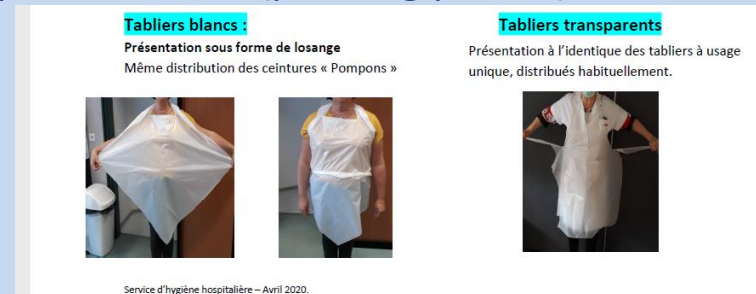 Tabliers blancs :
Présentation sous forme de losange
Même distribution des ceintures « Pompons »
Tabliers transparents
Présentation à l’identique des tabliers à usage
unique, distribués habituellement.
Service d’hygiène hospitalière – Avril 2020.